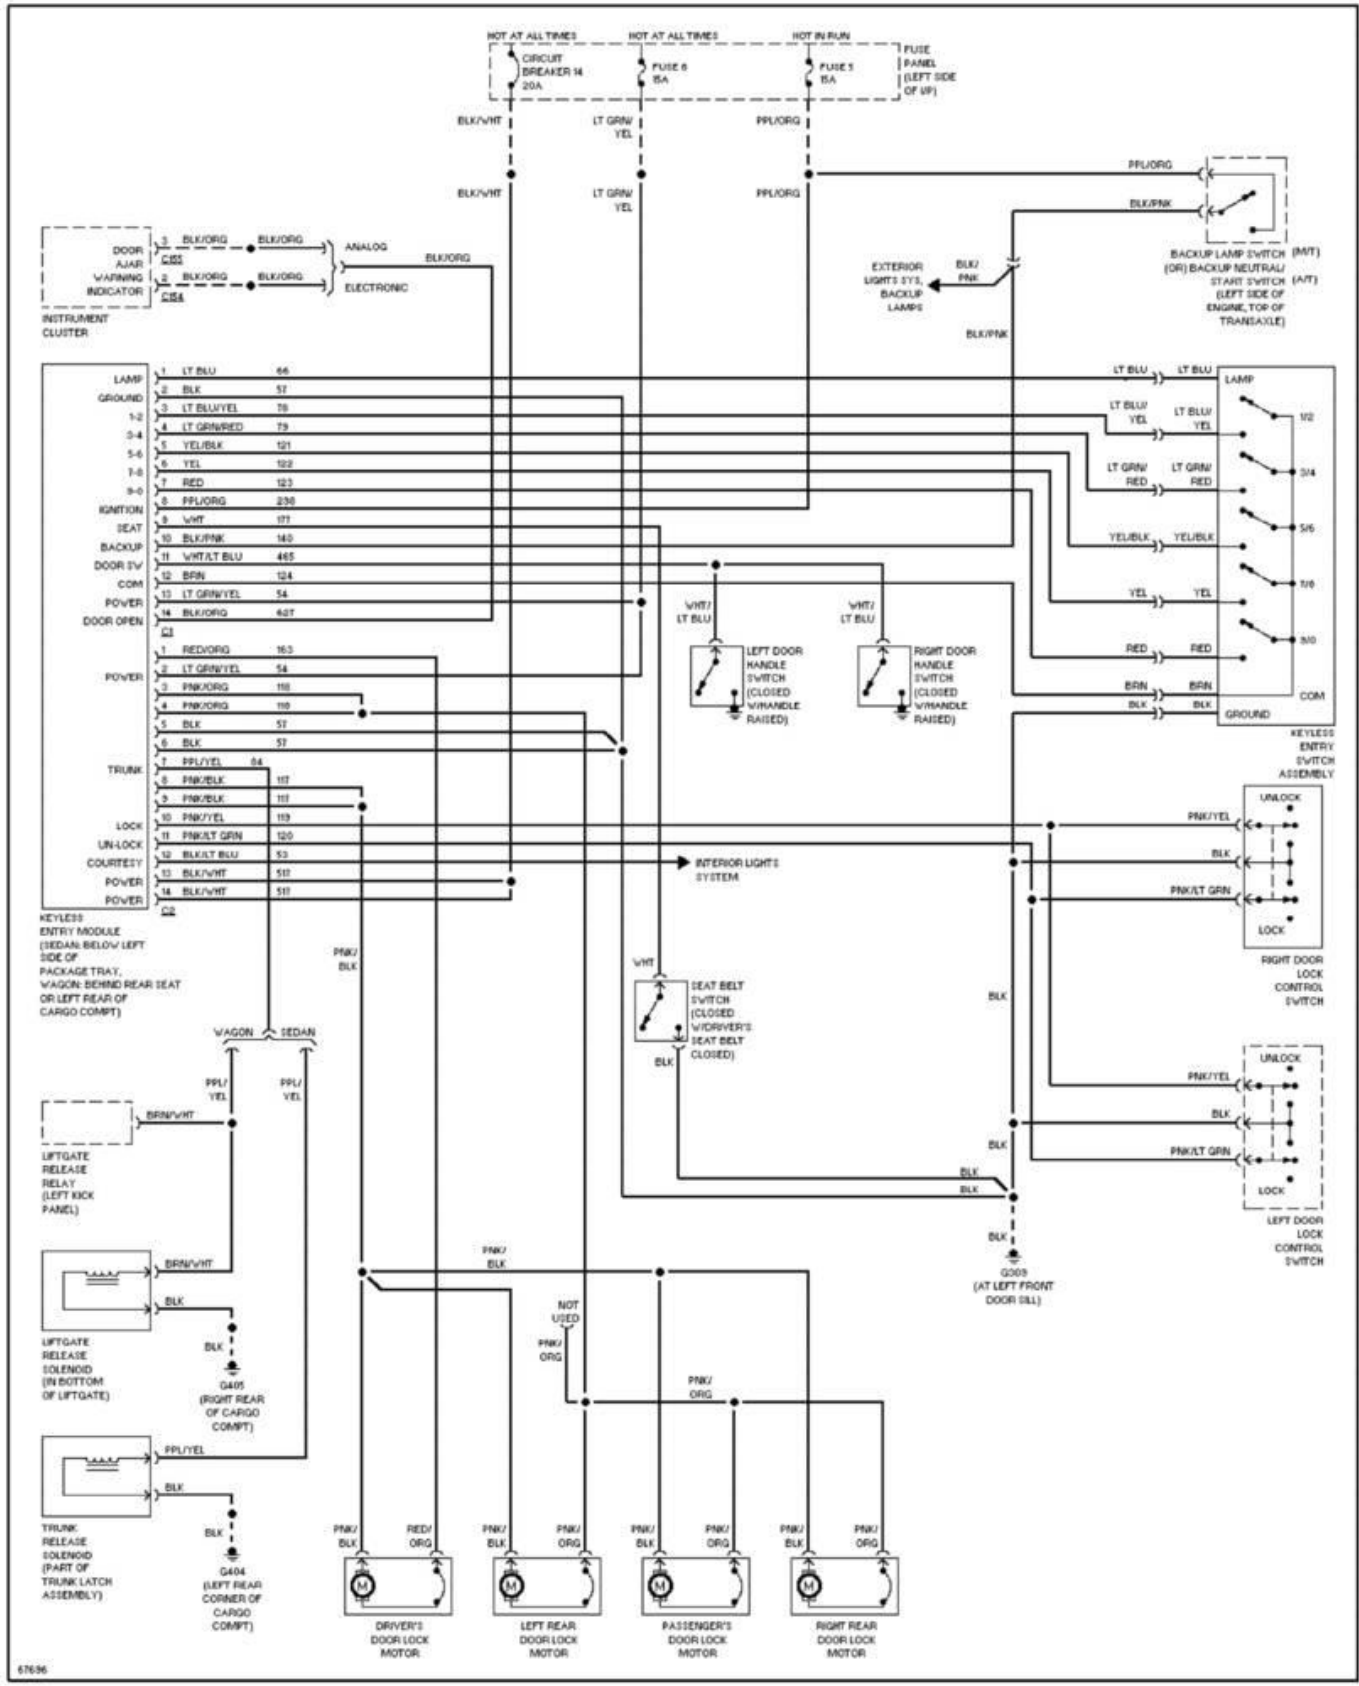 HOT AT ALL TIMES
HOT AT ALL TIMES
HOT IN RUN
CIRCUIT
BREAKER 14
20A
FUSE 6
15A
FUSE 5
15A
FUSE
PANEL
(LEFT SIDE
OF I/P)
BLK/WHT
LT GRN/
YEL
PPL/ORG
BLK/WHT
LT GRN/
YEL
PPL/ORG
PPL/ORG
BLK/PNK
BACKUP LAMP SWITCH (M/T)
(OR) BACKUP NEUTRAL/
START SWITCH (A/T)
(LEFT SIDE OF
ENGINE, TOP OF
TRANSAXLE)
EXTERIOR
LIGHTS SYS,
BACKUP
LAMPS
BLK/
PNK
BLK/PNK
DOOR
AJAR
WARNING
INDICATOR
3 BLK/ORG
C155
2 BLK/ORG
C154
BLK/ORG
BLK/ORG
ANALOG
ELECTRONIC
BLK/ORG
INSTRUMENT
CLUSTER
LAMP 1 LT BLU 66
GROUND 2 BLK 57
1-2 3 LT BLU/YEL 78
3-4 4 LT GRN/RED 79
5-6 5 YEL/BLK 121
7-8 6 YEL 122
9-0 7 RED 123
IGNITION 8 PPL/ORG 298
SEAT 9 WHT 177
BACKUP 10 BLK/PNK 140
DOOR SW 11 WHT/LT BLU 465
COM 12 BRN 124
POWER 13 LT GRN/YEL 54
DOOR OPEN 14 BLK/ORG 627
C1
1 RED/ORG 163
POWER 2 LT GRN/YEL 54
3 PNK/ORG 118
4 PNK/ORG 118
5 BLK 57
6 BLK 57
TRUNK 7 PPL/YEL 84
8 PNK/BLK 117
9 PNK/BLK 117
LOCK 10 PNK/YEL 119
UN-LOCK 11 PNK/LT GRN 120
COURTESY 12 BLK/LT BLU 53
POWER 13 BLK/WHT 517
POWER 14 BLK/WHT 517
C2
KEYLESS
ENTRY MODULE
(SEDAN: BELOW LEFT
SIDE OF
PACKAGE TRAY,
WAGON: BEHIND REAR SEAT
OR LEFT REAR OF
CARGO COMPT)
LT BLU
LT BLU
LAMP
LT BLU/
YEL
LT BLU/
YEL
1/2
LT GRN/
RED
LT GRN/
RED
3/4
YEL/BLK
YEL/BLK
5/6
YEL
YEL
7/8
RED
RED
9/0
BRN
BRN
COM
BLK
BLK
GROUND
KEYLESS
ENTRY
SWITCH
ASSEMBLY
WHT/
LT BLU
LEFT DOOR
HANDLE
SWITCH
(CLOSED
W/HANDLE
RAISED)
WHT/
LT BLU
RIGHT DOOR
HANDLE
SWITCH
(CLOSED
W/HANDLE
RAISED)
INTERIOR LIGHTS
SYSTEM
UNLOCK
PNK/YEL
BLK
PNK/LT GRN
LOCK
RIGHT DOOR
LOCK
CONTROL
SWITCH
PNK/
BLK
WHT
SEAT BELT
SWITCH
(CLOSED
W/DRIVER'S
SEAT BELT
CLOSED)
BLK
BLK
WAGON
SEDAN
PPL/
YEL
PPL/
YEL
BRN/WHT
LIFTGATE
RELEASE
RELAY
(LEFT KICK
PANEL)
UNLOCK
PNK/YEL
BLK
PNK/LT GRN
LOCK
LEFT DOOR
LOCK
CONTROL
SWITCH
BLK
BLK
BLK
BLK
G303
(AT LEFT FRONT
DOOR SILL)
BRN/WHT
BLK
BLK
LIFTGATE
RELEASE
SOLENOID
(IN BOTTOM
OF LIFTGATE)
G405
(RIGHT REAR
OF CARGO
COMPT)
PNK/
BLK
NOT
USED
PNK/
ORG
PNK/
ORG
PPL/YEL
BLK
BLK
TRUNK
RELEASE
SOLENOID
(PART OF
TRUNK LATCH
ASSEMBLY)
G404
(LEFT REAR
CORNER OF
CARGO
COMPT)
PNK/
BLK
RED/
ORG
PNK/
BLK
PNK/
ORG
PNK/
BLK
PNK/
ORG
PNK/
BLK
PNK/
ORG
M
M
M
M
DRIVER'S
DOOR LOCK
MOTOR
LEFT REAR
DOOR LOCK
MOTOR
PASSENGER'S
DOOR LOCK
MOTOR
RIGHT REAR
DOOR LOCK
MOTOR
67696